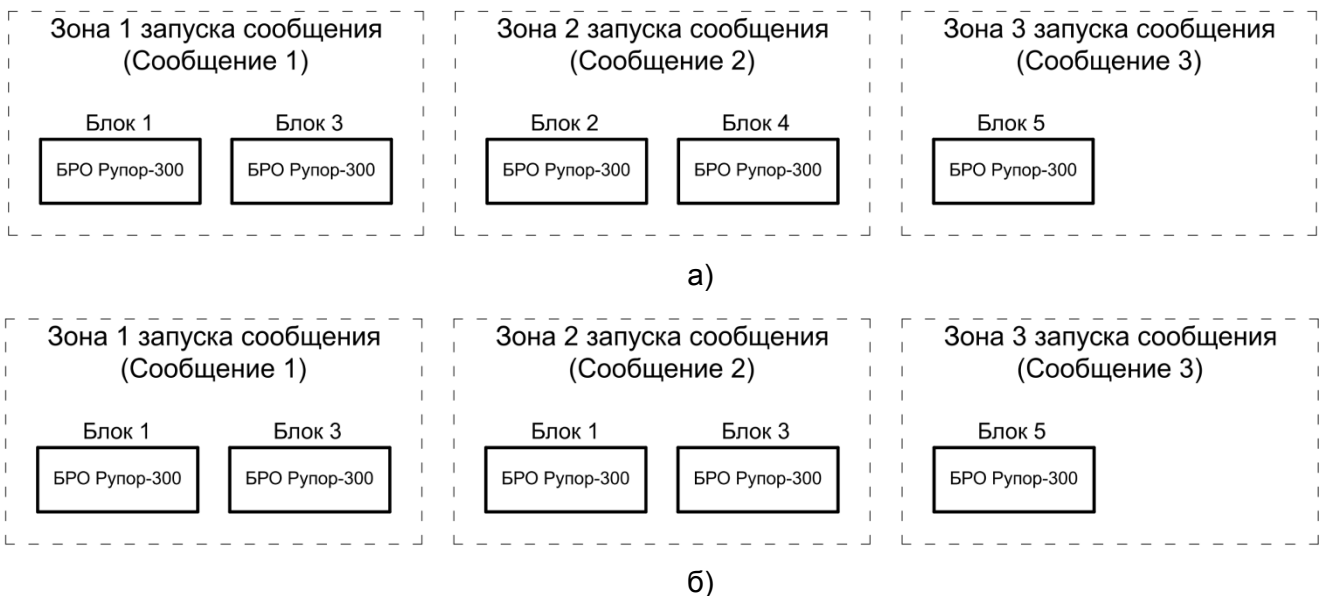 Зона 1 запуска сообщения
(Сообщение 1)
Блок 1
Блок 3
БРО Рупор-300
БРО Рупор-300
Зона 2 запуска сообщения
(Сообщение 2)
Блок 2
Блок 4
БРО Рупор-300
БРО Рупор-300
Зона 3 запуска сообщения
(Сообщение 3)
Блок 5
БРО Рупор-300
а)
Зона 1 запуска сообщения
(Сообщение 1)
Блок 1
Блок 3
БРО Рупор-300
БРО Рупор-300
Зона 2 запуска сообщения
(Сообщение 2)
Блок 1
Блок 3
БРО Рупор-300
БРО Рупор-300
Зона 3 запуска сообщения
(Сообщение 3)
Блок 5
БРО Рупор-300
б)